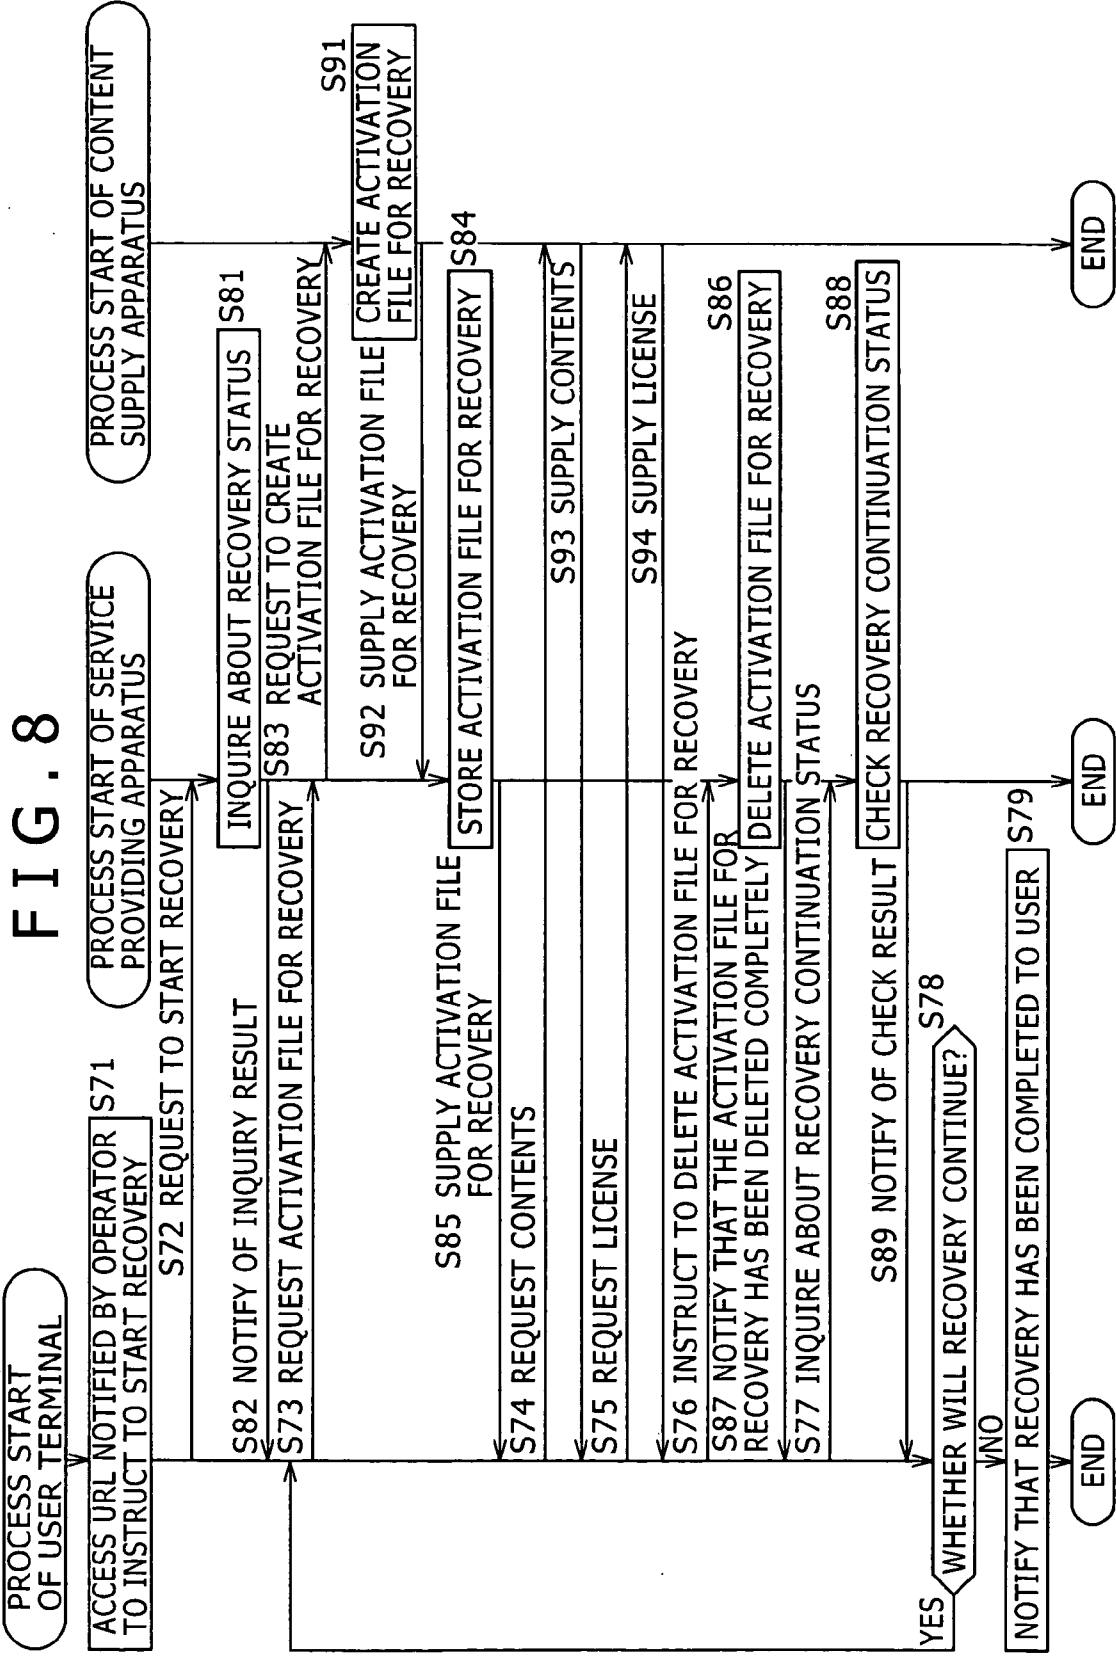 FIG.8
PROCESS START
OF USER TERMINAL
PROCESS START OF SERVICE
PROVIDING APPARATUS
PROCESS START OF CONTENT
SUPPLY APPARATUS
ACCESS URL NOTIFIED BY OPERATOR
TO INSTRUCT TO START RECOVERY
S71
S72 REQUEST TO START RECOVERY
INQUIRE ABOUT RECOVERY STATUS
S81
S82 NOTIFY OF INQUIRY RESULT
S73 REQUEST ACTIVATION FILE FOR RECOVERY
S83 REQUEST TO CREATE
ACTIVATION FILE FOR RECOVERY
S91
CREATE ACTIVATION
FILE FOR RECOVERY
S92 SUPPLY ACTIVATION FILE
FOR RECOVERY
STORE ACTIVATION FILE FOR RECOVERY
S84
S85 SUPPLY ACTIVATION FILE
FOR RECOVERY
S74 REQUEST CONTENTS
S93 SUPPLY CONTENTS
S75 REQUEST LICENSE
S94 SUPPLY LICENSE
S76 INSTRUCT TO DELETE ACTIVATION FILE FOR RECOVERY
S86
DELETE ACTIVATION FILE FOR RECOVERY
S87 NOTIFY THAT THE ACTIVATION FILE FOR
RECOVERY HAS BEEN DELETED COMPLETELY
S77 INQUIRE ABOUT RECOVERY CONTINUATION STATUS
S88
CHECK RECOVERY CONTINUATION STATUS
S89 NOTIFY OF CHECK RESULT
S78
WHETHER WILL RECOVERY CONTINUE?
YES
NO
NOTIFY THAT RECOVERY HAS BEEN COMPLETED TO USER
S79
END
END
END